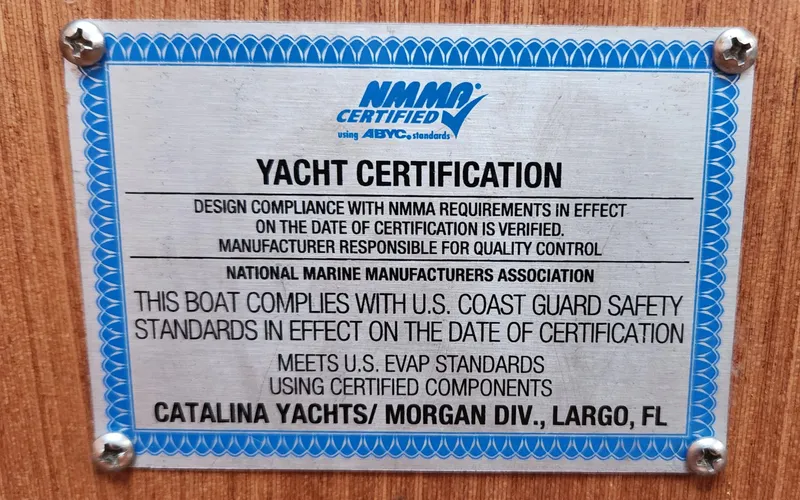 NMMA®
CERTIFIED
using ABYC® standards
YACHT CERTIFICATION
DESIGN COMPLIANCE WITH NMMA REQUIREMENTS IN EFFECT
ON THE DATE OF CERTIFICATION IS VERIFIED.
MANUFACTURER RESPONSIBLE FOR QUALITY CONTROL
NATIONAL MARINE MANUFACTURERS ASSOCIATION
THIS BOAT COMPLIES WITH U.S. COAST GUARD SAFETY
STANDARDS IN EFFECT ON THE DATE OF CERTIFICATION
MEETS U.S. EVAP STANDARDS
USING CERTIFIED COMPONENTS
CATALINA YACHTS/ MORGAN DIV., LARGO, FL